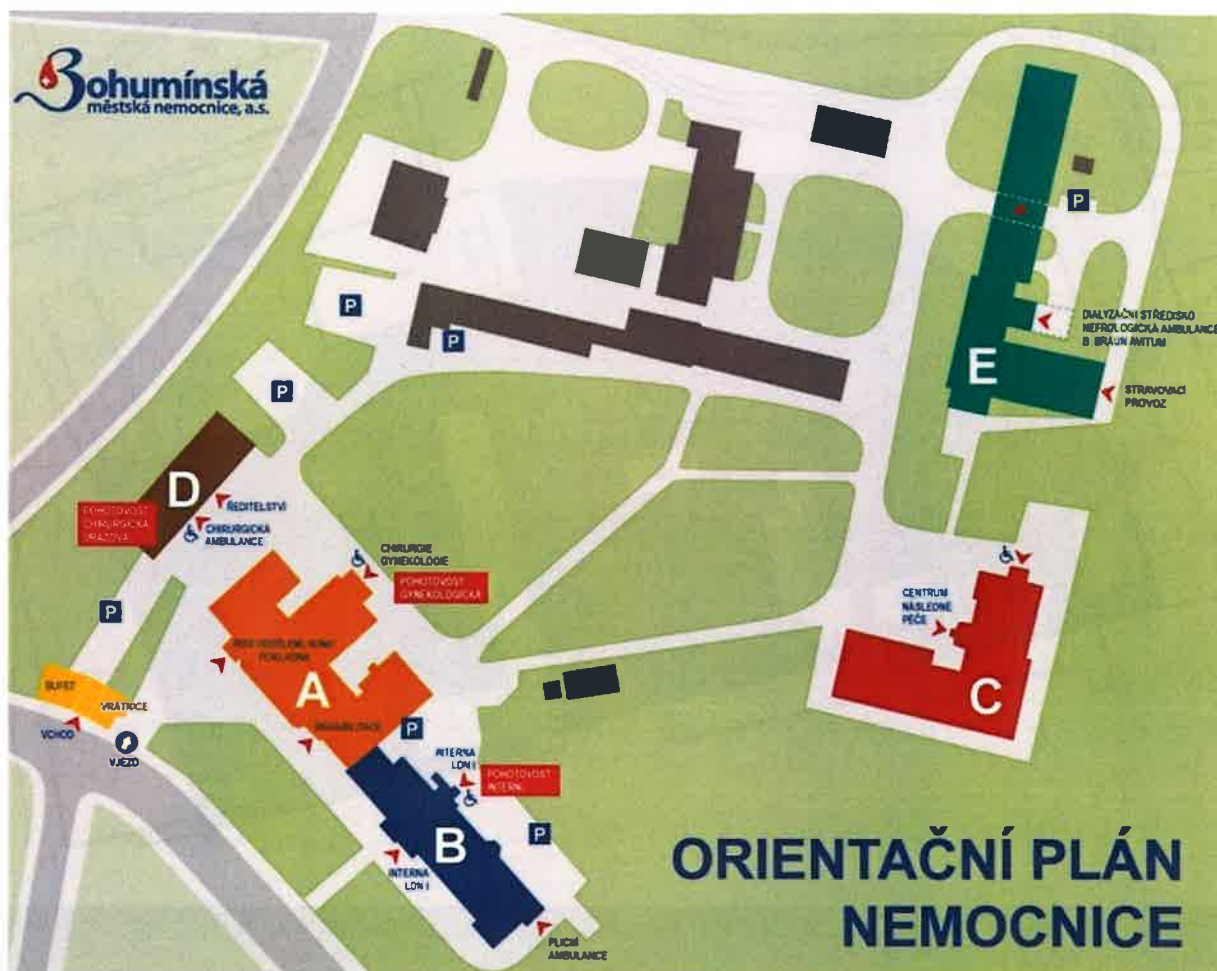 Bohumínská
městská nemocnice, a.s.
P
P
P
P
DIALYZAČNÍ STŘEDISKO
NEFROLOGICKÁ AMBULANCE
B BRAUN AVITUM
E
STRAVOVACÍ
PROVOZ
D
POHOTOVOST
CHIRURGICKÁ
ÚRAZOVÁ
ŘEDITELSTVÍ
CHIRURGICKÁ
AMBULANCE
CHIRURGIE
GYNEKOLOGIE
POHOTOVOST
GYNEKOLOGICKÁ
P
CENTRUM
NÁSLEDNÉ
PÉČE
C
POKLADNA
A
REHABILITACE
BUFET
VRÁTNICE
VCHOD
VJEZD
P
INTERNA
LDN I
POHOTOVOST
INTERNÍ
P
B
INTERNA
LDN I
PLICNÍ
AMBULANCE
ORIENTAČNÍ PLÁN
NEMOCNICE